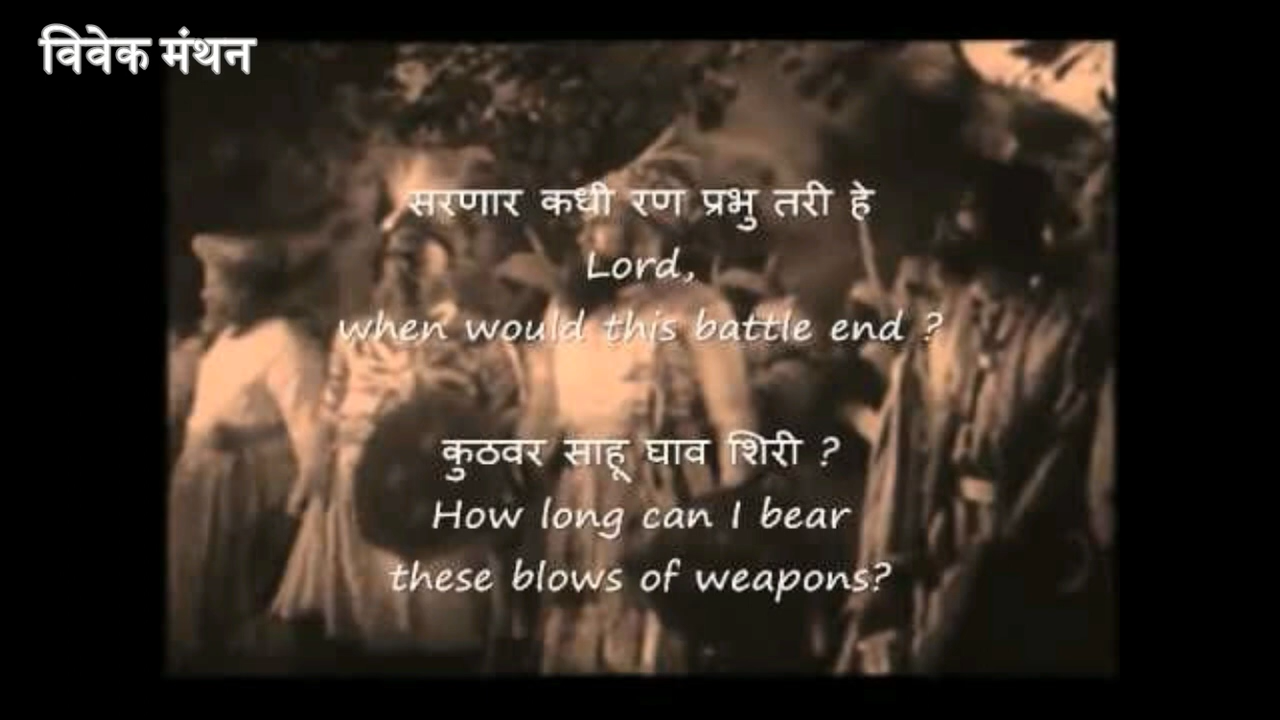 विवेक मंथन
सरणार कधी रण प्रभु तरी हे
Lord,
when would this battle end ?
कुठवर साहू घाव शिरी ?
How long can I bear
these blows of weapons?